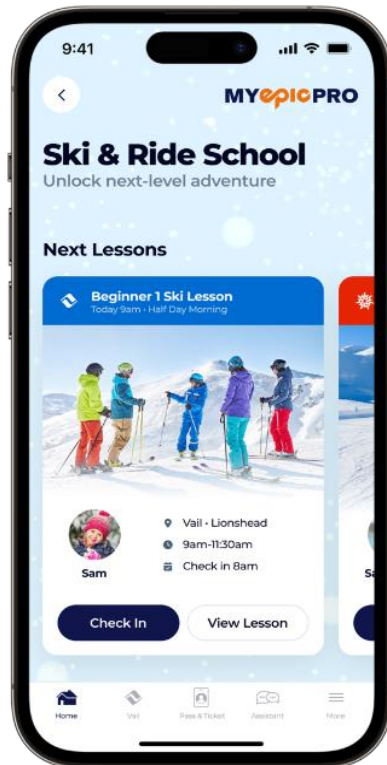 9:41
MYepicPRO
Ski & Ride School
Unlock next-level adventure
Next Lessons
Beginner 1 Ski Lesson
Today 9am • Half Day Morning
Vail • Lionshead
9am-11:30am
Check in 8am
Sam
Sa
Check In
View Lesson
Home
Vail
Pass & Ticket
Assistant
More